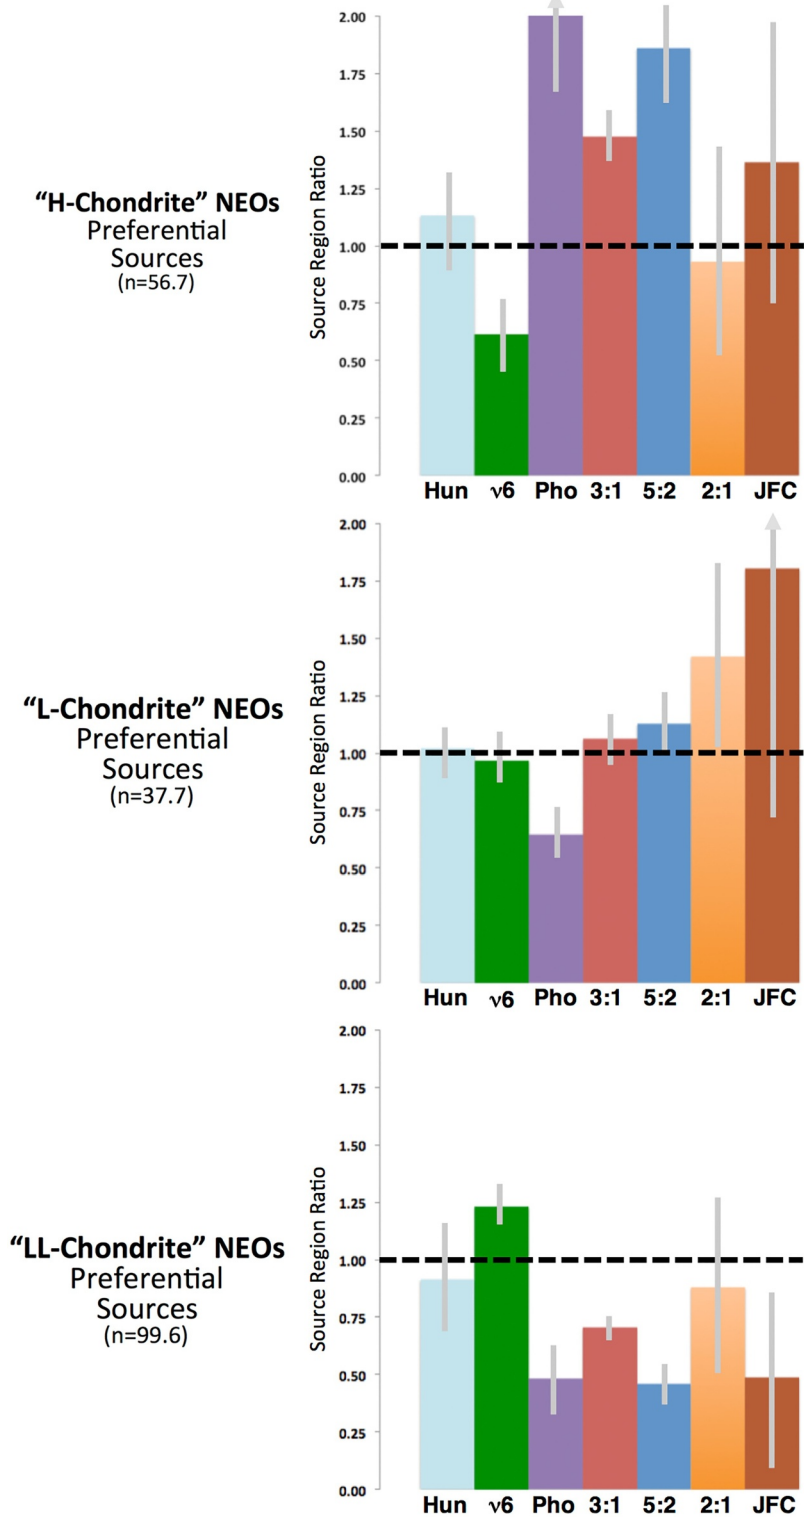 “H-Chondrite” NEOs
Preferential
Sources
(n=56.7)
Source Region Ratio
2.00
1.75
1.50
1.25
1.00
0.75
0.50
0.25
0.00
Hun ν6 Pho 3:1 5:2 2:1 JFC
“L-Chondrite” NEOs
Preferential
Sources
(n=37.7)
Source Region Ratio
2.00
1.75
1.50
1.25
1.00
0.75
0.50
0.25
0.00
Hun ν6 Pho 3:1 5:2 2:1 JFC
“LL-Chondrite” NEOs
Preferential
Sources
(n=99.6)
Source Region Ratio
2.00
1.75
1.50
1.25
1.00
0.75
0.50
0.25
0.00
Hun ν6 Pho 3:1 5:2 2:1 JFC